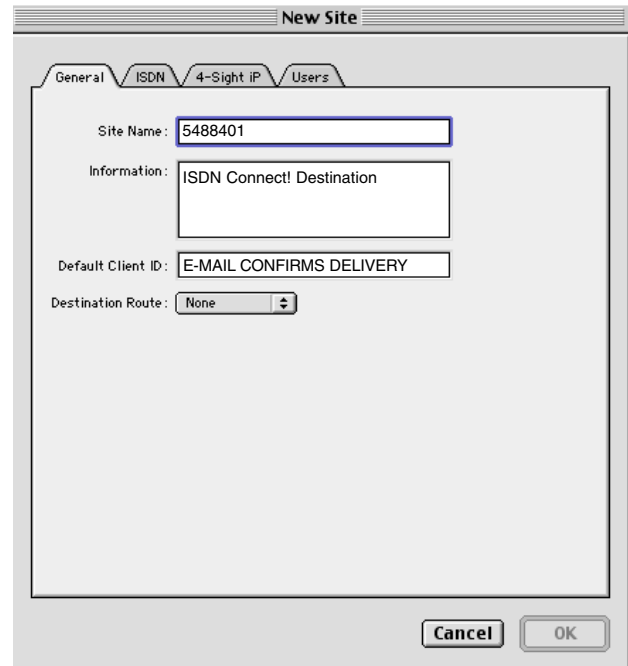 New Site
General ISDN 4-Sight iP Users
Site Name: 5488401
Information: ISDN Connect! Destination
Default Client ID: E-MAIL CONFIRMS DELIVERY
Destination Route: None
Cancel OK